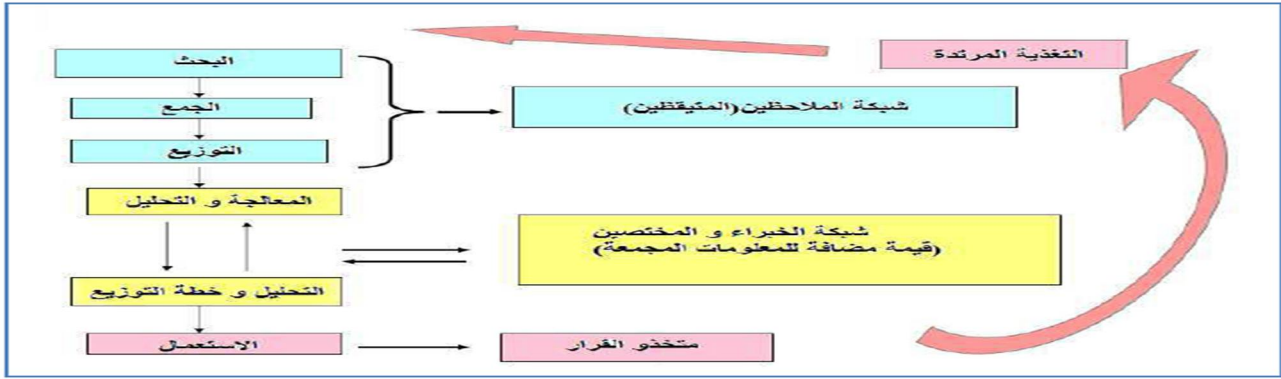 التغذية المرتدة
البحث
الجمع
شبكة الملاحظين(المتيقظين)
التوزيع
المعالجة و التحليل
شبكة الخبراء و المختصين
(قيمة مضافة للمعلومات المجمعة)
التحليل و خطة التوزيع
الاستعمال
متخذو القرار